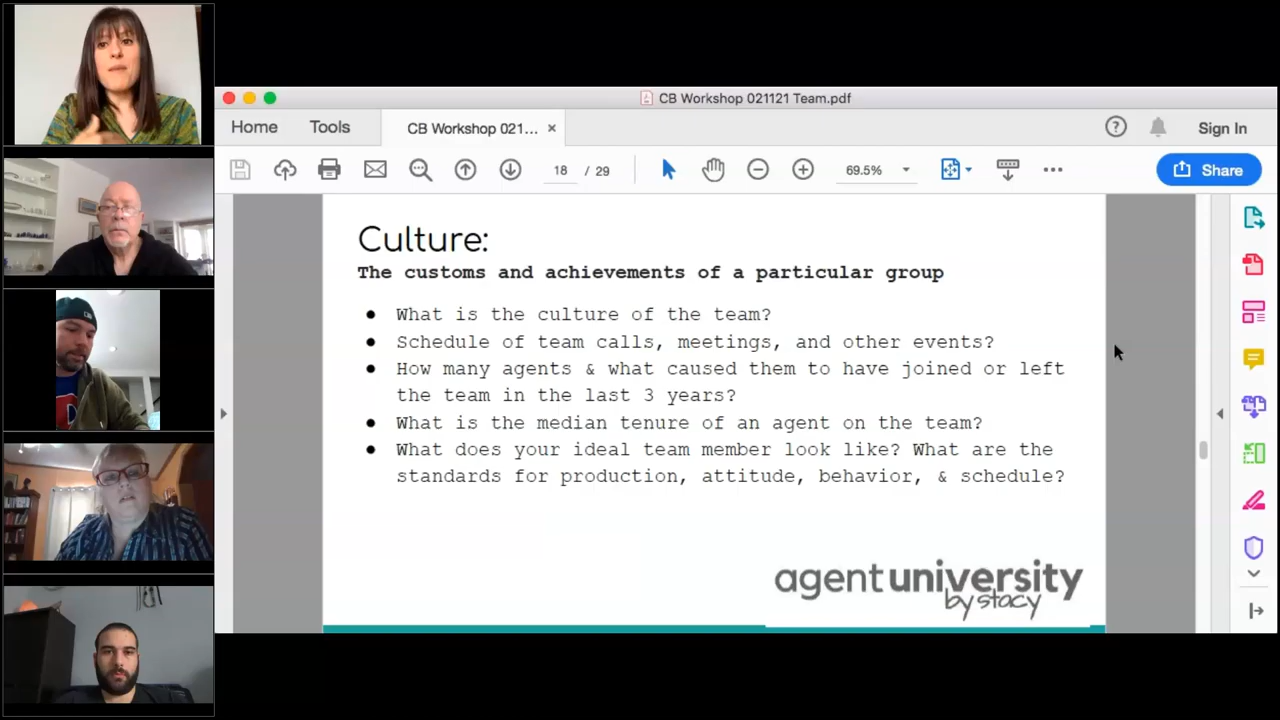 CB Workshop 021121 Team.pdf
Home Tools CB Workshop 021... × Sign In
18 / 29 69.5% Share
Culture:
The customs and achievements of a particular group
● What is the culture of the team?
● Schedule of team calls, meetings, and other events?
● How many agents & what caused them to have joined or left
the team in the last 3 years?
● What is the median tenure of an agent on the team?
● What does your ideal team member look like? What are the
standards for production, attitude, behavior, & schedule?
agent university
by stacy